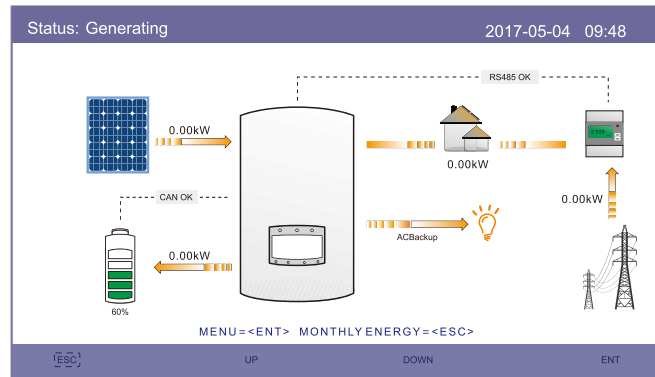 Status: Generating 2017-05-04 09:48
RS485 OK
0.00kW
0.00kW
CAN OK
0.00kW
0.00kW
ACBackup
60%
MENU=<ENT> MONTHLY ENERGY=<ESC>
ESC UP DOWN ENT